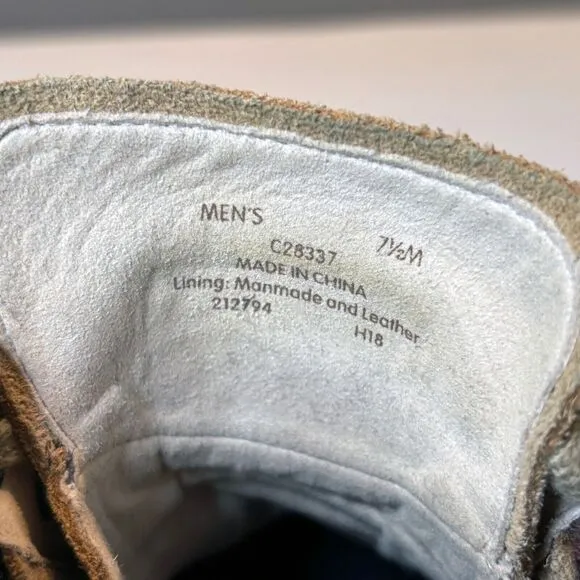 MEN'S
C28337 7½M
MADE IN CHINA
Lining: Manmade and Leather
212794 H18